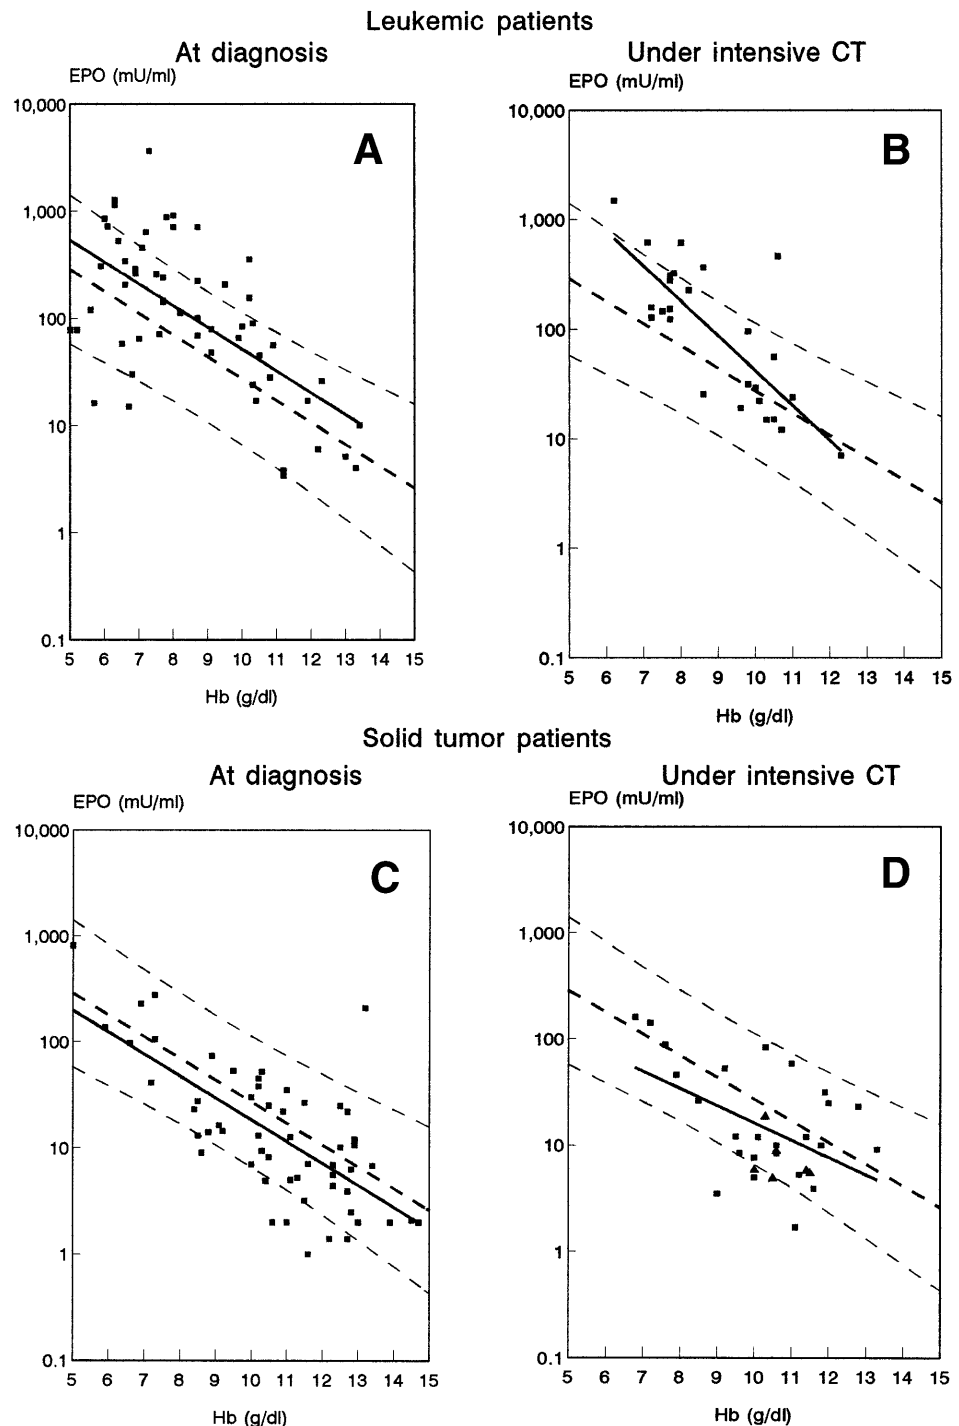 Leukemic patients
At diagnosis
Under intensive CT
EPO (mU/ml)
EPO (mU/ml)
10,000
1,000
100
10
1
0.1
A
5 6 7 8 9 10 11 12 13 14 15
Hb (g/dl)
10,000
1,000
100
10
1
0.1
B
5 6 7 8 9 10 11 12 13 14 15
Hb (g/dl)
Solid tumor patients
At diagnosis
Under intensive CT
EPO (mU/ml)
EPO (mU/ml)
10,000
1,000
100
10
1
0.1
C
5 6 7 8 9 10 11 12 13 14 15
Hb (g/dl)
10,000
1,000
100
10
1
0.1
D
5 6 7 8 9 10 11 12 13 14 15
Hb (g/dl)